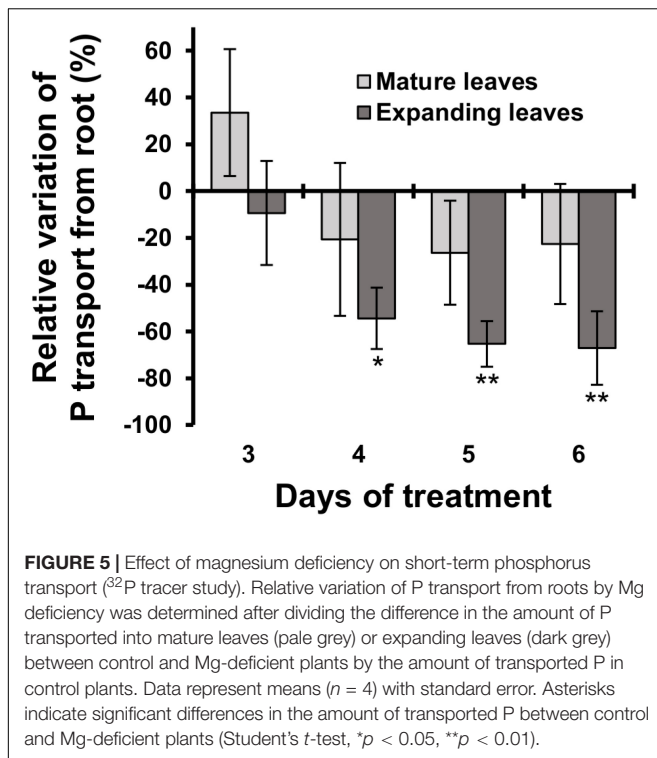 Relative variation of
P transport from root (%)
60
40
20
0
-20
-40
-60
-80
-100
Mature leaves
Expanding leaves
*
**
**
3 4 5 6
Days of treatment
FIGURE 5 | Effect of magnesium deficiency on short-term phosphorus
transport (³²P tracer study). Relative variation of P transport from roots by Mg
deficiency was determined after dividing the difference in the amount of P
transported into mature leaves (pale grey) or expanding leaves (dark grey)
between control and Mg-deficient plants by the amount of transported P in
control plants. Data represent means (n = 4) with standard error. Asterisks
indicate significant differences in the amount of transported P between control
and Mg-deficient plants (Student's t-test, *p < 0.05, **p < 0.01).